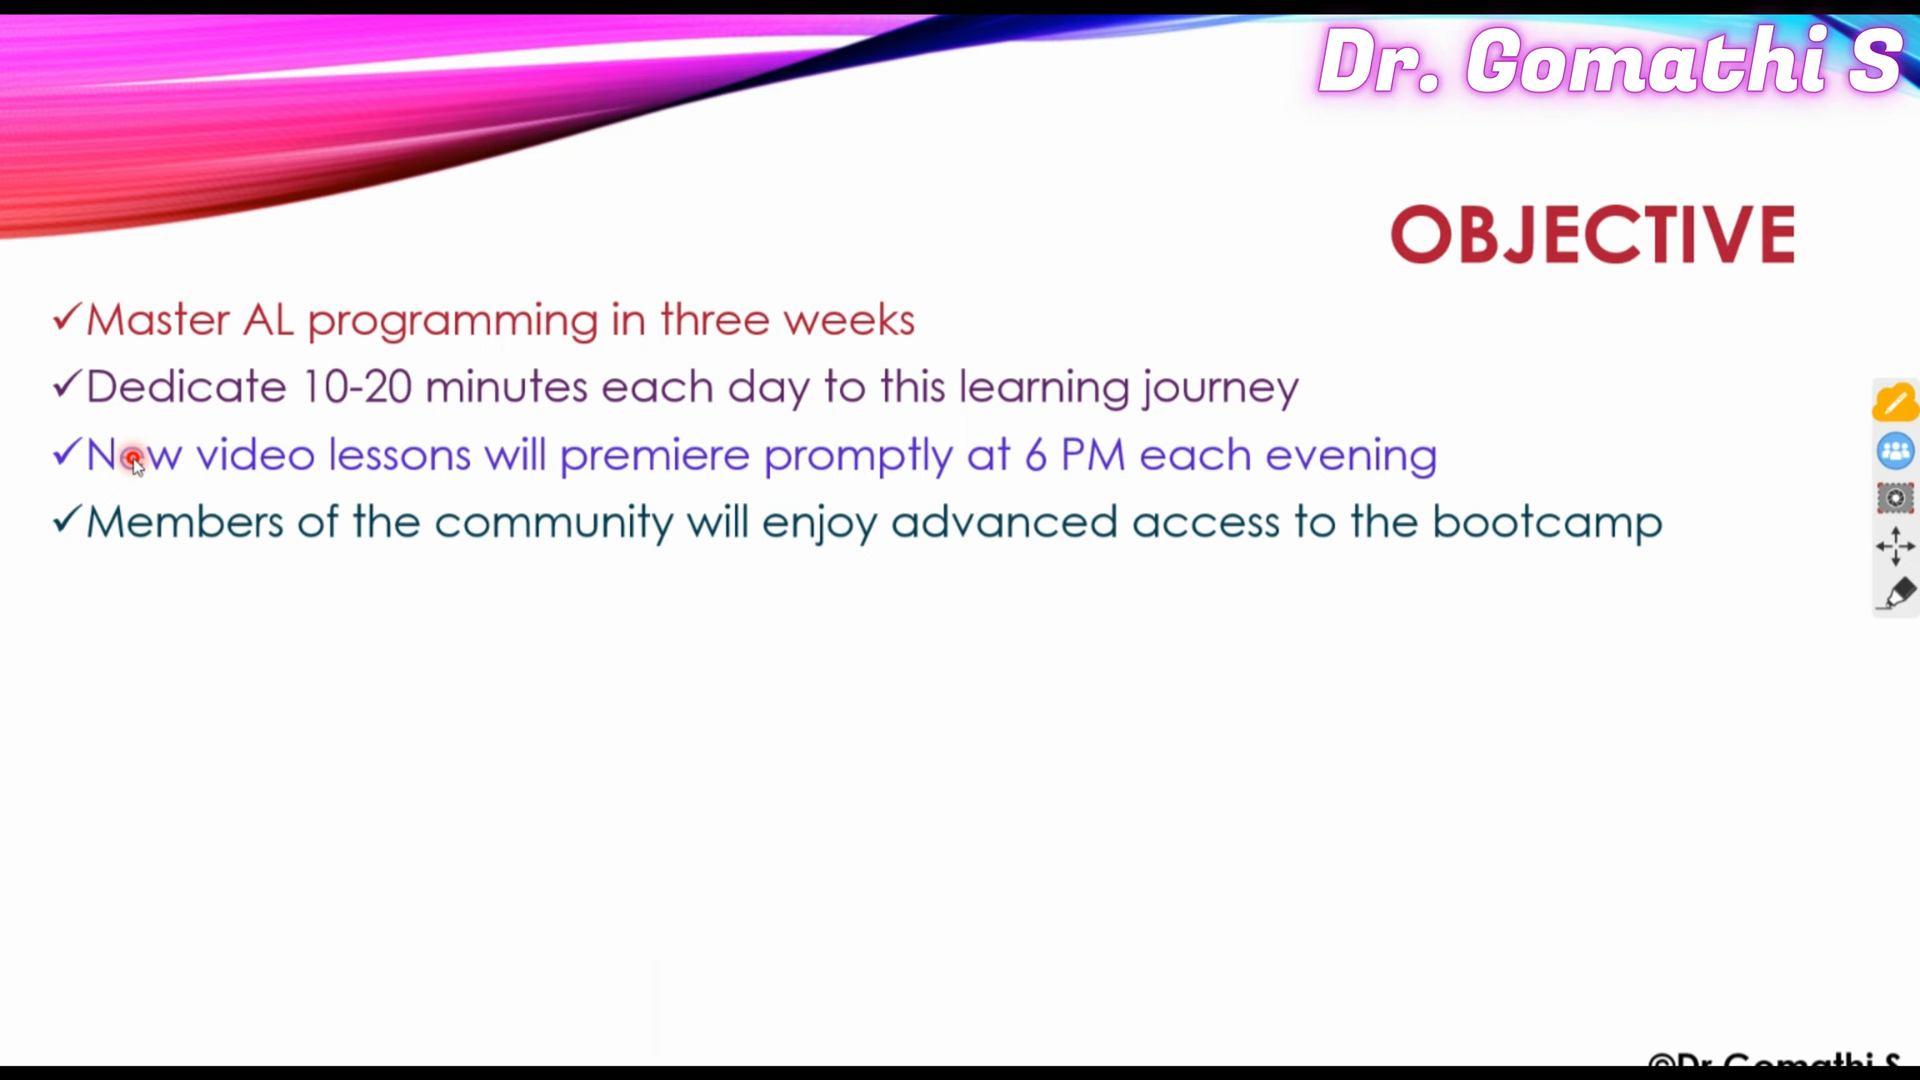 Dr. Gomathi S
OBJECTIVE
✓Master AL programming in three weeks
✓Dedicate 10-20 minutes each day to this learning journey
✓New video lessons will premiere promptly at 6 PM each evening
✓Members of the community will enjoy advanced access to the bootcamp
@Dr Gomathi S